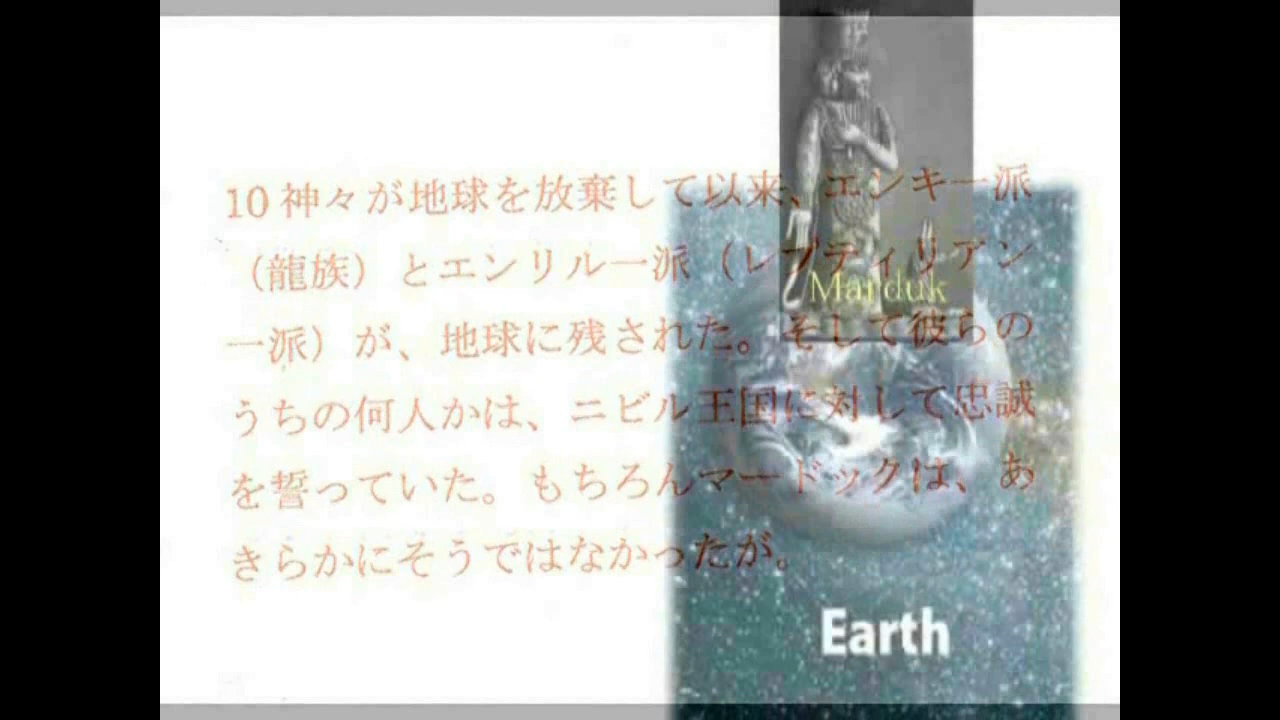 10 神々が地球を放棄して以来、エンキ一派
（龍族）とエンリル一派（レプティリアン
一派）が、地球に残された。そして彼らの
うちの何人かは、ニビル王国に対して忠誠
を誓っていた。もちろんマードックは、あ
きらかにそうではなかったが。
Marduk
Earth